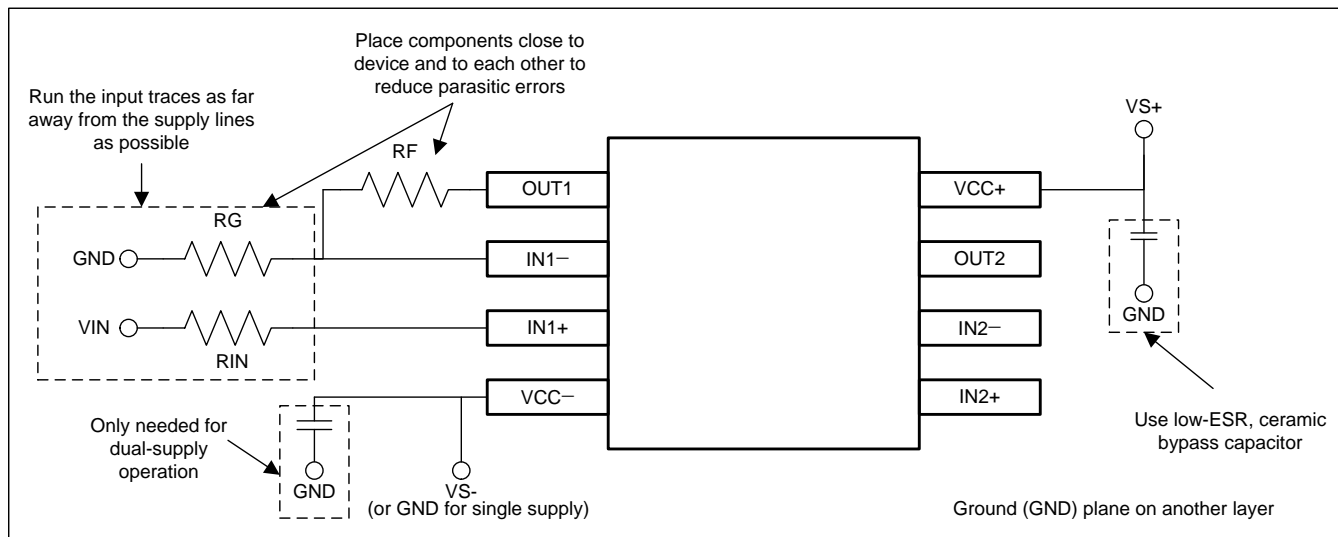 Place components close to
device and to each other to
reduce parasitic errors
Run the input traces as far
away from the supply lines
as possible
VS+
RF
OUT1
VCC+
RG
GND
IN1−
OUT2
GND
VIN
IN1+
IN2−
RIN
VCC−
IN2+
Only needed for
dual-supply
operation
Use low-ESR, ceramic
bypass capacitor
GND
VS-
(or GND for single supply)
Ground (GND) plane on another layer